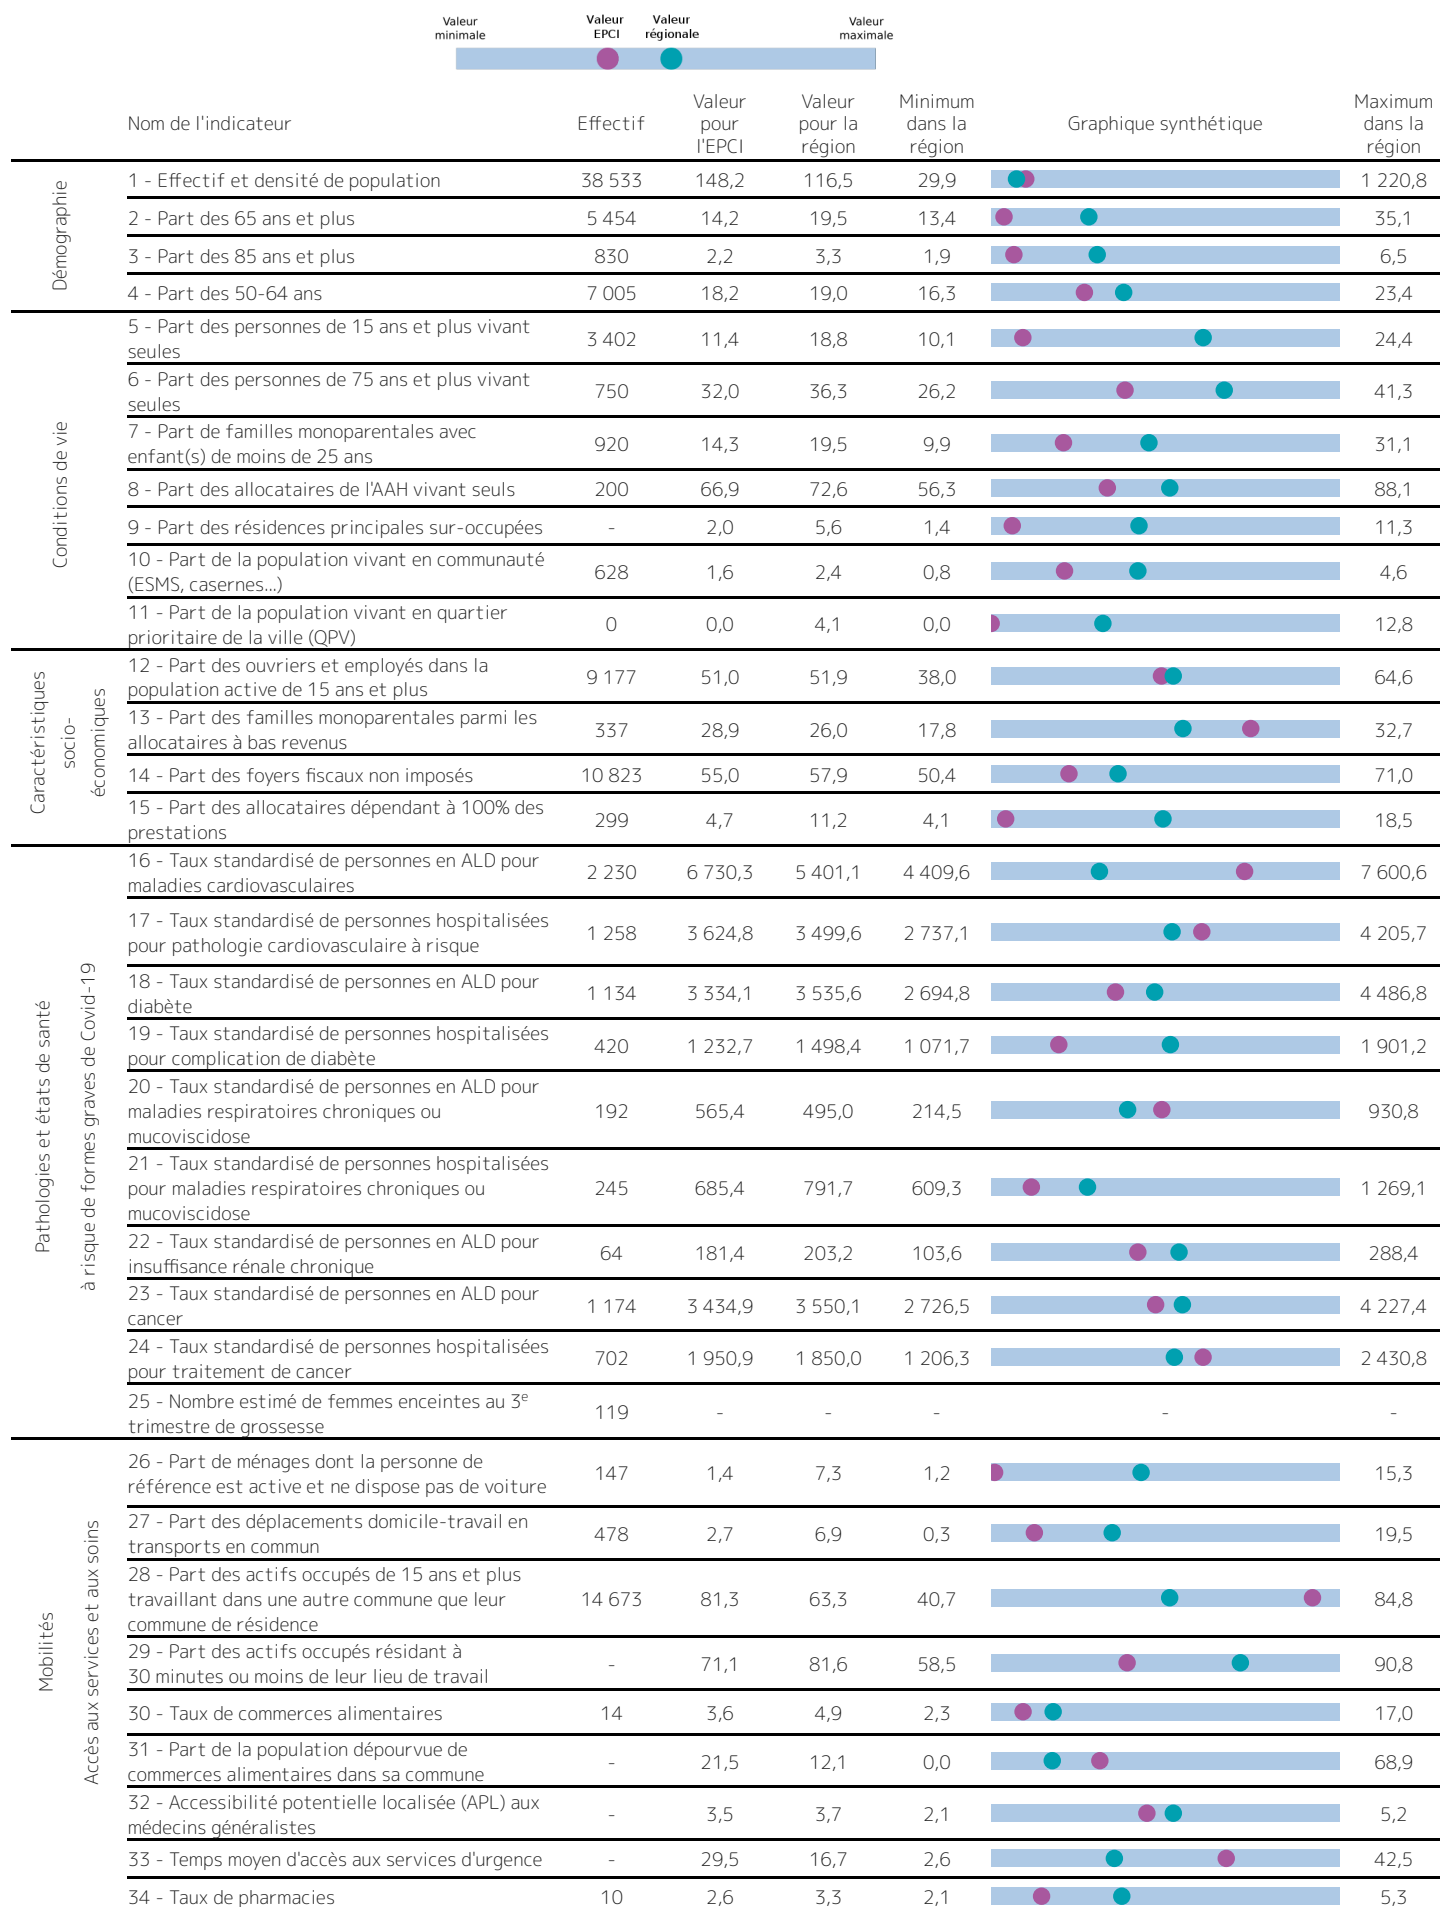 Valeur
minimale
Valeur
EPCI
Valeur
régionale
Valeur
maximale
Nom de l'indicateur
Effectif
Valeur
pour
l'EPCI
Valeur
pour la
région
Minimum
dans la
région
Graphique synthétique
Maximum
dans la
région
Démographie
1 - Effectif et densité de population 38 533 148,2 116,5 29,9 1 220,8
2 - Part des 65 ans et plus 5 454 14,2 19,5 13,4 35,1
3 - Part des 85 ans et plus 830 2,2 3,3 1,9 6,5
4 - Part des 50-64 ans 7 005 18,2 19,0 16,3 23,4
Conditions de vie
5 - Part des personnes de 15 ans et plus vivant
seules 3 402 11,4 18,8 10,1 24,4
6 - Part des personnes de 75 ans et plus vivant
seules 750 32,0 36,3 26,2 41,3
7 - Part de familles monoparentales avec
enfant(s) de moins de 25 ans 920 14,3 19,5 9,9 31,1
8 - Part des allocataires de l'AAH vivant seuls 200 66,9 72,6 56,3 88,1
9 - Part des résidences principales sur-occupées - 2,0 5,6 1,4 11,3
10 - Part de la population vivant en communauté
(ESMS, casernes...) 628 1,6 2,4 0,8 4,6
11 - Part de la population vivant en quartier
prioritaire de la ville (QPV) 0 0,0 4,1 0,0 12,8
Caractéristiques
socio-
économiques
12 - Part des ouvriers et employés dans la
population active de 15 ans et plus 9 177 51,0 51,9 38,0 64,6
13 - Part des familles monoparentales parmi les
allocataires à bas revenus 337 28,9 26,0 17,8 32,7
14 - Part des foyers fiscaux non imposés 10 823 55,0 57,9 50,4 71,0
15 - Part des allocataires dépendant à 100% des
prestations 299 4,7 11,2 4,1 18,5
Pathologies et états de santé
à risque de formes graves de Covid-19
16 - Taux standardisé de personnes en ALD pour
maladies cardiovasculaires 2 230 6 730,3 5 401,1 4 409,6 7 600,6
17 - Taux standardisé de personnes hospitalisées
pour pathologie cardiovasculaire à risque 1 258 3 624,8 3 499,6 2 737,1 4 205,7
18 - Taux standardisé de personnes en ALD pour
diabète 1 134 3 334,1 3 535,6 2 694,8 4 486,8
19 - Taux standardisé de personnes hospitalisées
pour complication de diabète 420 1 232,7 1 498,4 1 071,7 1 901,2
20 - Taux standardisé de personnes en ALD pour
maladies respiratoires chroniques ou
mucoviscidose 192 565,4 495,0 214,5 930,8
21 - Taux standardisé de personnes hospitalisées
pour maladies respiratoires chroniques ou
mucoviscidose 245 685,4 791,7 609,3 1 269,1
22 - Taux standardisé de personnes en ALD pour
insuffisance rénale chronique 64 181,4 203,2 103,6 288,4
23 - Taux standardisé de personnes en ALD pour
cancer 1 174 3 434,9 3 550,1 2 726,5 4 227,4
24 - Taux standardisé de personnes hospitalisées
pour traitement de cancer 702 1 950,9 1 850,0 1 206,3 2 430,8
25 - Nombre estimé de femmes enceintes au 3e
trimestre de grossesse 119 - - - - -
Mobilités
Accès aux services et aux soins
26 - Part de ménages dont la personne de
référence est active et ne dispose pas de voiture 147 1,4 7,3 1,2 15,3
27 - Part des déplacements domicile-travail en
transports en commun 478 2,7 6,9 0,3 19,5
28 - Part des actifs occupés de 15 ans et plus
travaillant dans une autre commune que leur
commune de résidence 14 673 81,3 63,3 40,7 84,8
29 - Part des actifs occupés résidant à
30 minutes ou moins de leur lieu de travail - 71,1 81,6 58,5 90,8
30 - Taux de commerces alimentaires 14 3,6 4,9 2,3 17,0
31 - Part de la population dépourvue de
commerces alimentaires dans sa commune - 21,5 12,1 0,0 68,9
32 - Accessibilité potentielle localisée (APL) aux
médecins généralistes - 3,5 3,7 2,1 5,2
33 - Temps moyen d'accès aux services d'urgence - 29,5 16,7 2,6 42,5
34 - Taux de pharmacies 10 2,6 3,3 2,1 5,3